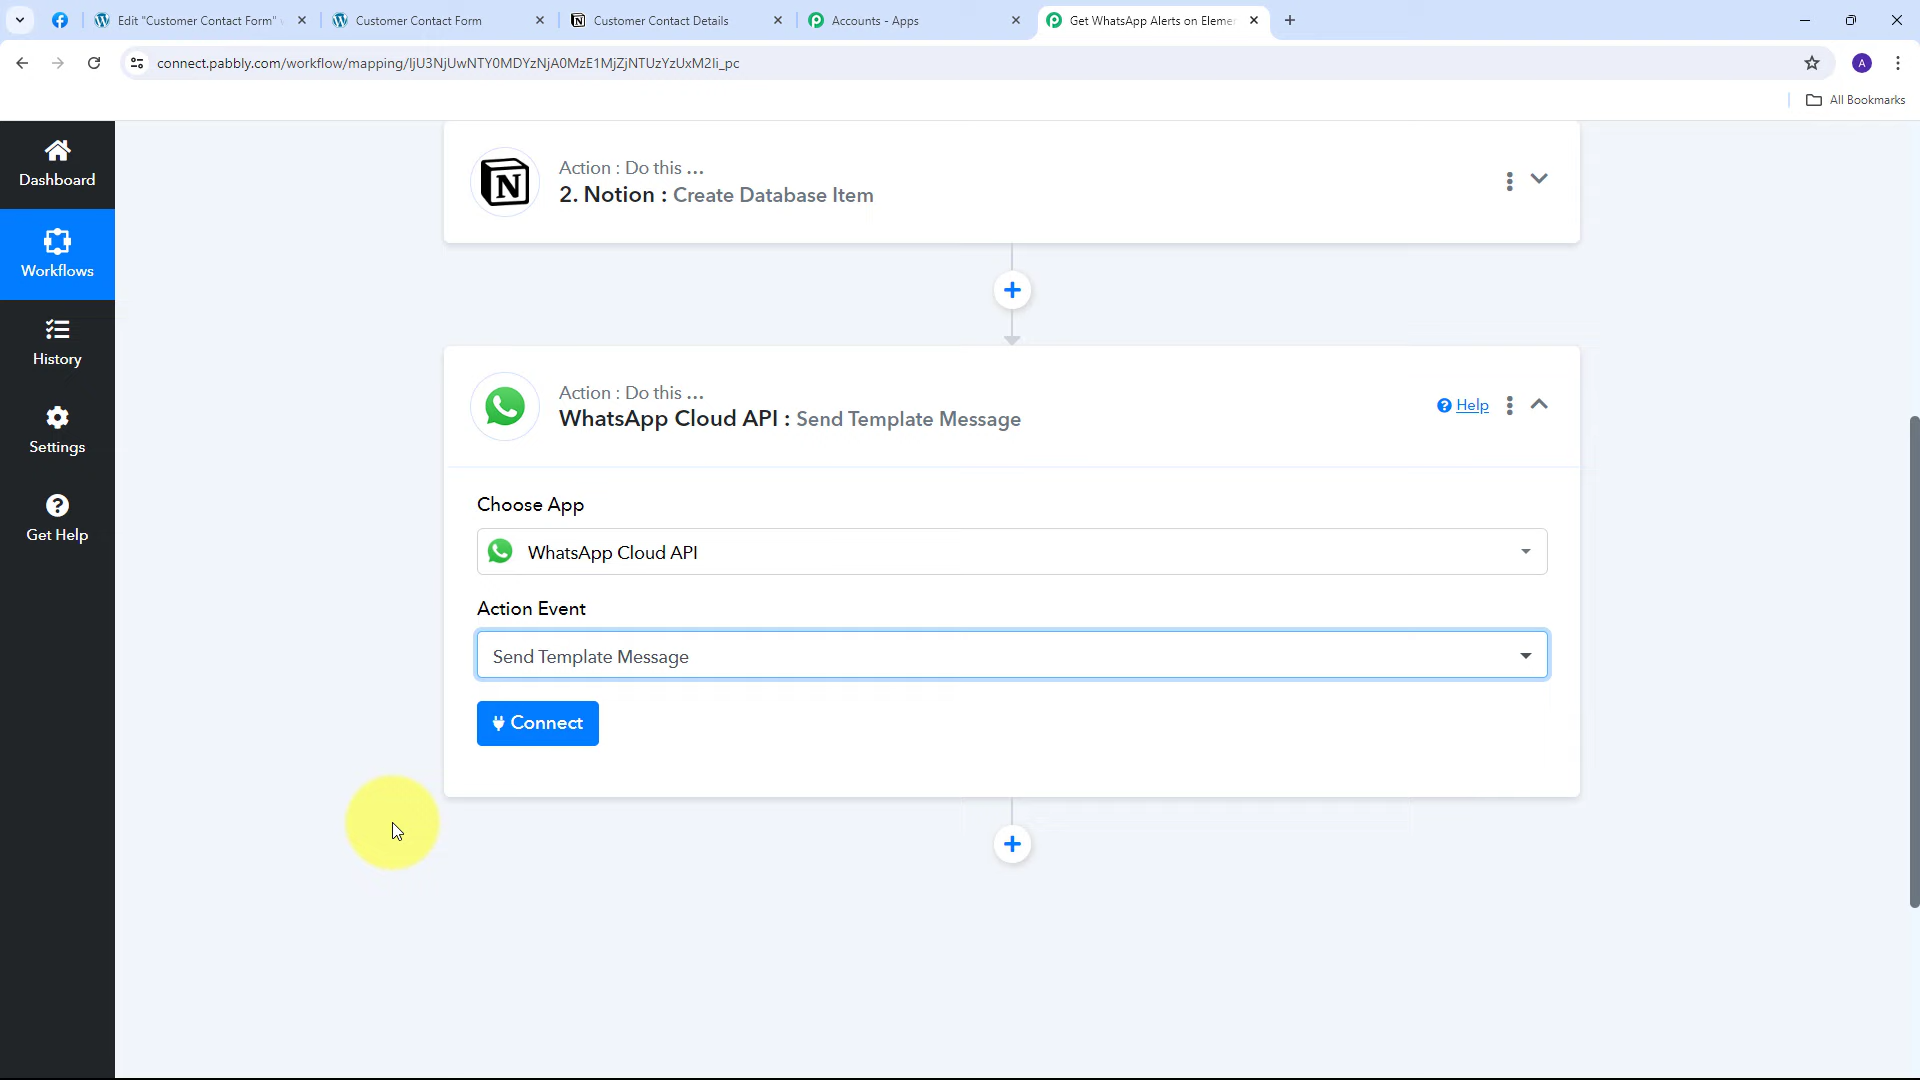 Edit "Customer Contact Form"
Customer Contact Form
Customer Contact Details
Accounts - Apps
Get WhatsApp Alerts on Eleme
connect.pabbly.com/workflow/mapping/IjU3NjUwNTY0MDYzNjA0MzE1MjZjNTUzYzUxM2Ii_pc
A
All Bookmarks
Dashboard
Workflows
History
Settings
Get Help
Action : Do this ...
2. Notion : Create Database Item
Action : Do this ...
WhatsApp Cloud API : Send Template Message
Help
Choose App
WhatsApp Cloud API
Action Event
Send Template Message
Connect